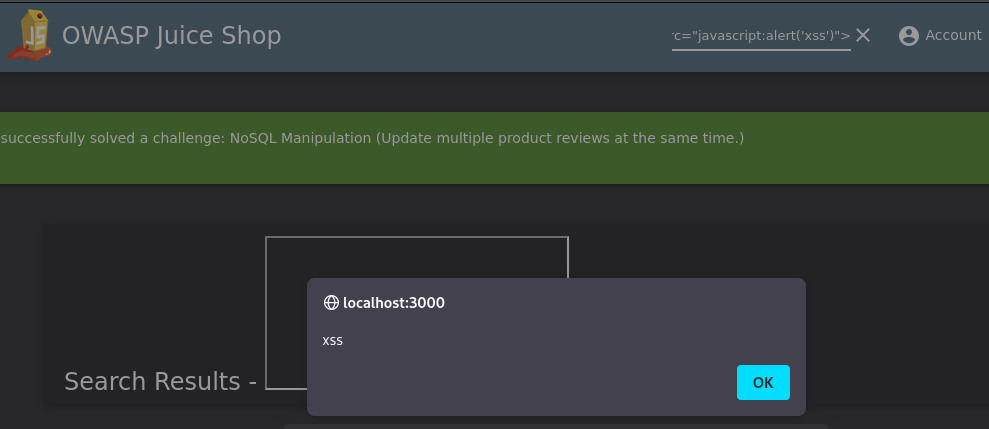 JS
OWASP Juice Shop
c="javascript:alert('xss')">
Account
successfully solved a challenge: NoSQL Manipulation (Update multiple product reviews at the same time.)
localhost:3000
xss
OK
Search Results -